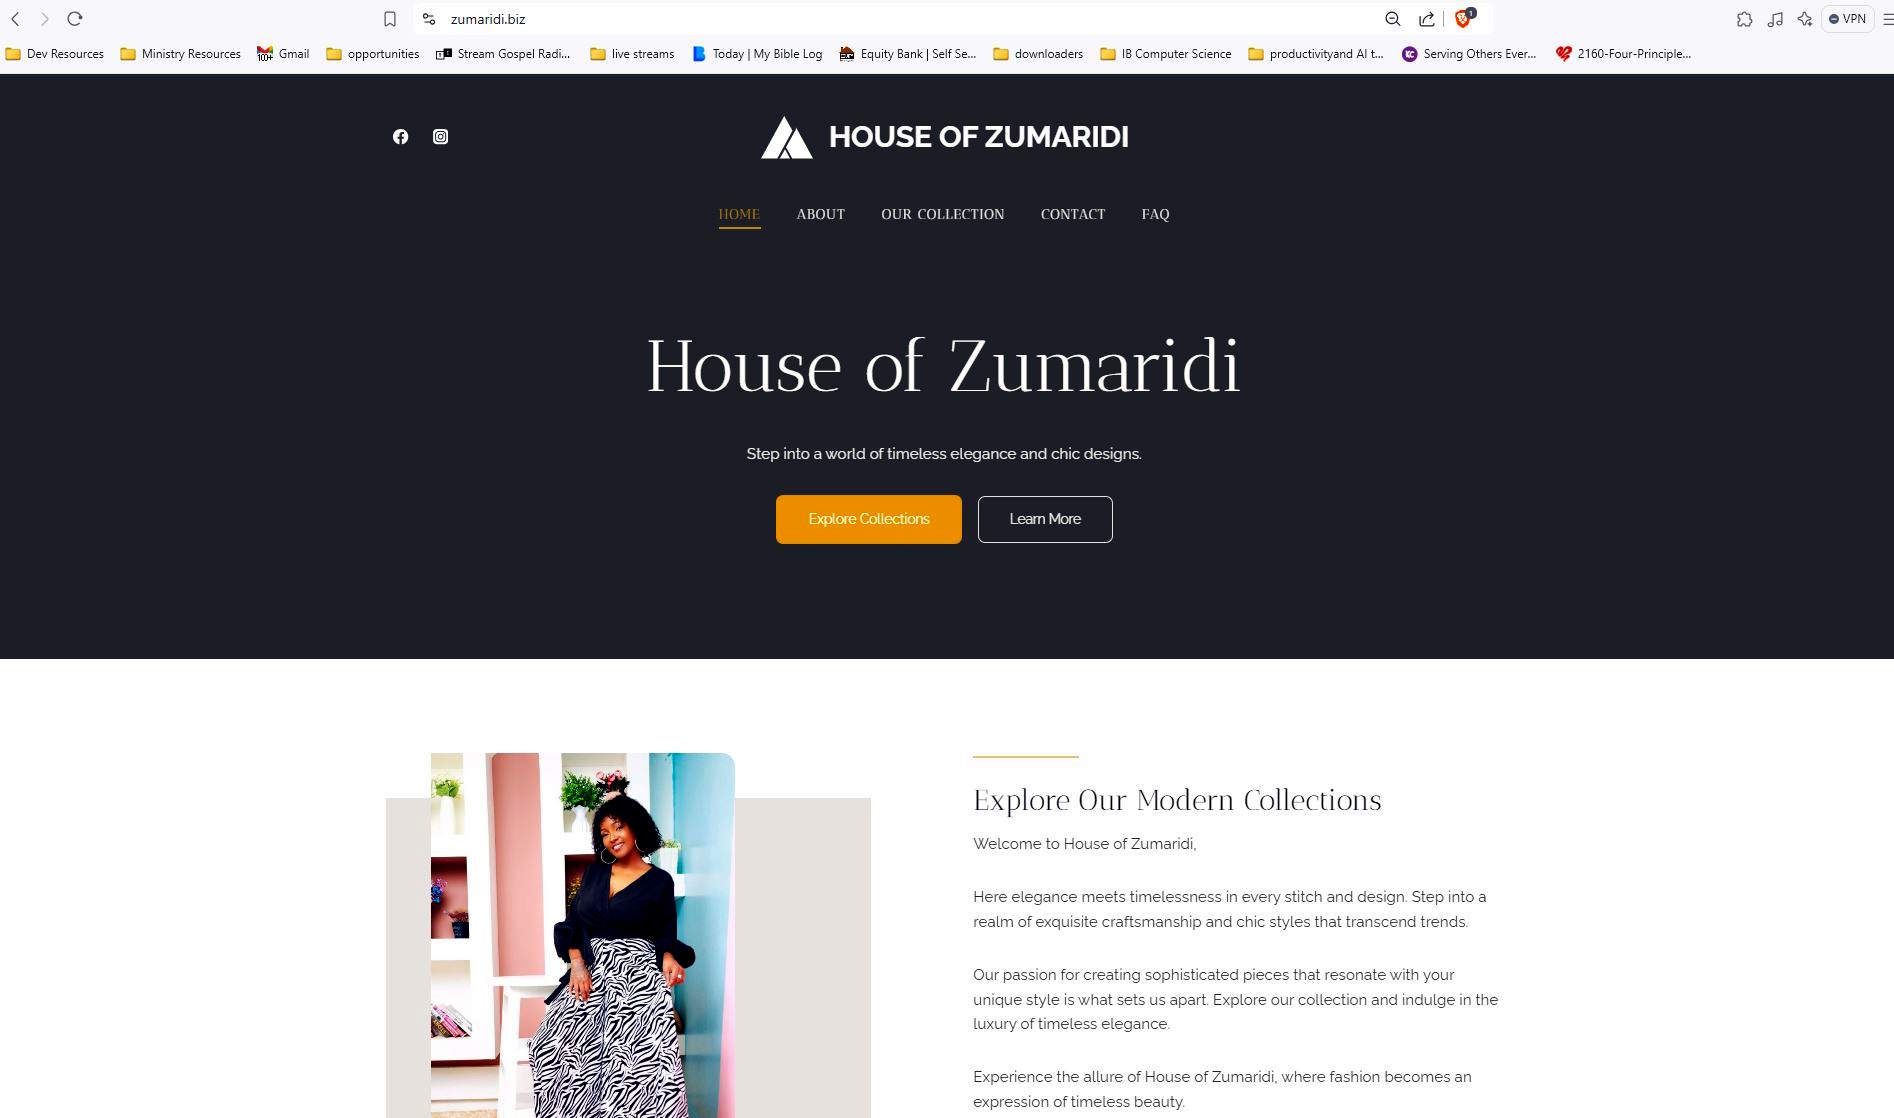 zumaridi.biz
1
VPN
Dev Resources
Ministry Resources
100+
Gmail
opportunities
Stream Gospel Radi...
live streams
Today | My Bible Log
Equity Bank | Self Se...
downloaders
IB Computer Science
productivityand AI t...
KC
Serving Others Ever...
2160-Four-Principle...
HOUSE OF ZUMARIDI
HOME
ABOUT
OUR COLLECTION
CONTACT
FAQ
House of Zumaridi
Step into a world of timeless elegance and chic designs.
Explore Collections
Learn More
Explore Our Modern Collections
Welcome to House of Zumaridi,
Here elegance meets timelessness in every stitch and design. Step into a
realm of exquisite craftsmanship and chic styles that transcend trends.
Our passion for creating sophisticated pieces that resonate with your
unique style is what sets us apart. Explore our collection and indulge in the
luxury of timeless elegance.
Experience the allure of House of Zumaridi, where fashion becomes an
expression of timeless beauty.